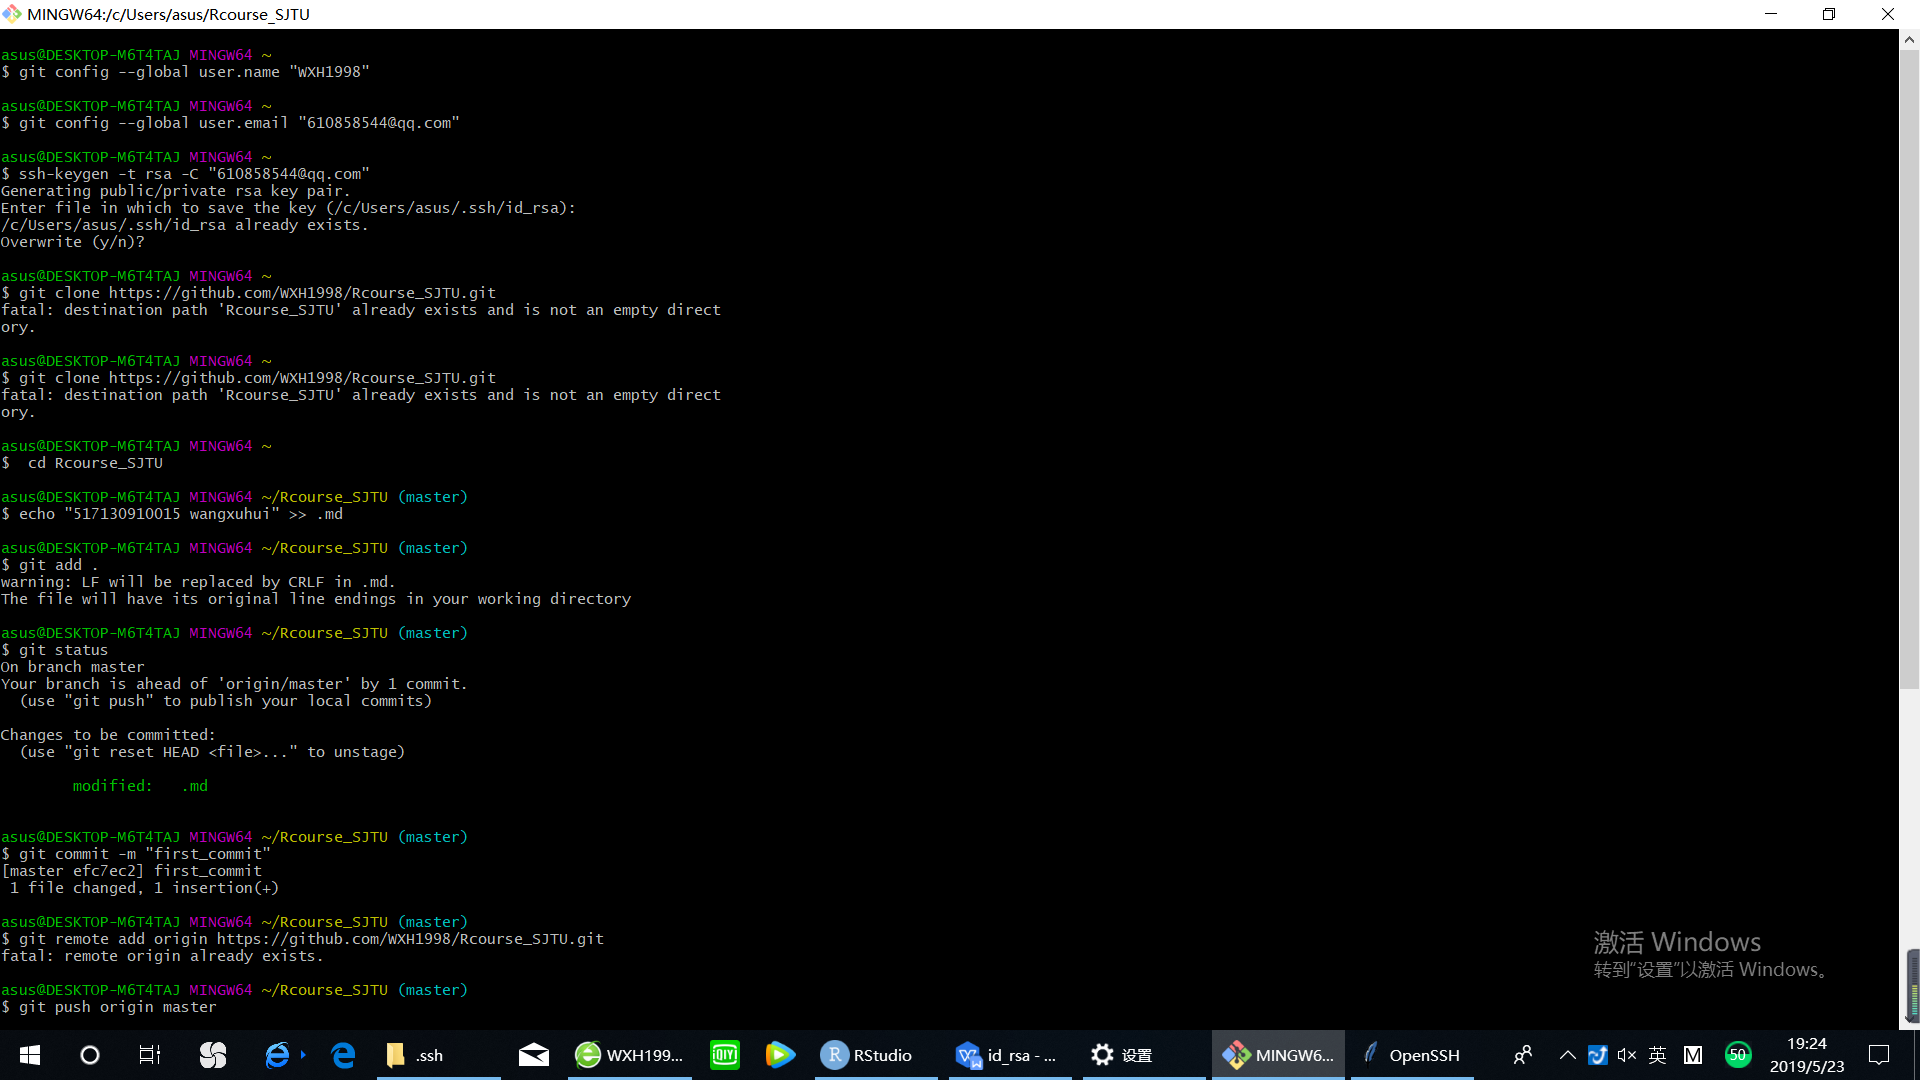 MINGW64:/c/Users/asus/Rcourse_SJTU
asus@DESKTOP-M6T4TAJ MINGW64 ~
$ git config --global user.name "WXH1998"
asus@DESKTOP-M6T4TAJ MINGW64 ~
$ git config --global user.email "610858544@qq.com"
asus@DESKTOP-M6T4TAJ MINGW64 ~
$ ssh-keygen -t rsa -C "610858544@qq.com"
Generating public/private rsa key pair.
Enter file in which to save the key (/c/Users/asus/.ssh/id_rsa):
/c/Users/asus/.ssh/id_rsa already exists.
Overwrite (y/n)?
asus@DESKTOP-M6T4TAJ MINGW64 ~
$ git clone https://github.com/WXH1998/Rcourse_SJTU.git
fatal: destination path 'Rcourse_SJTU' already exists and is not an empty direct
ory.
asus@DESKTOP-M6T4TAJ MINGW64 ~
$ git clone https://github.com/WXH1998/Rcourse_SJTU.git
fatal: destination path 'Rcourse_SJTU' already exists and is not an empty direct
ory.
asus@DESKTOP-M6T4TAJ MINGW64 ~
$  cd Rcourse_SJTU
asus@DESKTOP-M6T4TAJ MINGW64 ~/Rcourse_SJTU (master)
$ echo "517130910015 wangxuhui" >> .md
asus@DESKTOP-M6T4TAJ MINGW64 ~/Rcourse_SJTU (master)
$ git add .
warning: LF will be replaced by CRLF in .md.
The file will have its original line endings in your working directory
asus@DESKTOP-M6T4TAJ MINGW64 ~/Rcourse_SJTU (master)
$ git status
On branch master
Your branch is ahead of 'origin/master' by 1 commit.
  (use "git push" to publish your local commits)
Changes to be committed:
  (use "git reset HEAD <file>..." to unstage)
        modified:   .md
asus@DESKTOP-M6T4TAJ MINGW64 ~/Rcourse_SJTU (master)
$ git commit -m "first_commit"
[master efc7ec2] first_commit
 1 file changed, 1 insertion(+)
asus@DESKTOP-M6T4TAJ MINGW64 ~/Rcourse_SJTU (master)
$ git remote add origin https://github.com/WXH1998/Rcourse_SJTU.git
fatal: remote origin already exists.
asus@DESKTOP-M6T4TAJ MINGW64 ~/Rcourse_SJTU (master)
$ git push origin master
激活 Windows
转到“设置”以激活 Windows。
.ssh
WXH199...
iQIYI
R RStudio
id_rsa - ...
设置
MINGW6...
OpenSSH
英
M
50
19:24
2019/5/23